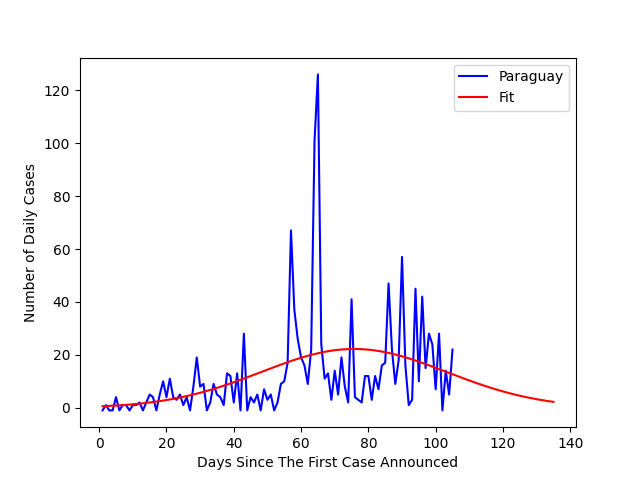 Paraguay
Fit
Number of Daily Cases
120
100
80
60
40
20
0
0 20 40 60 80 100 120 140
Days Since The First Case Announced